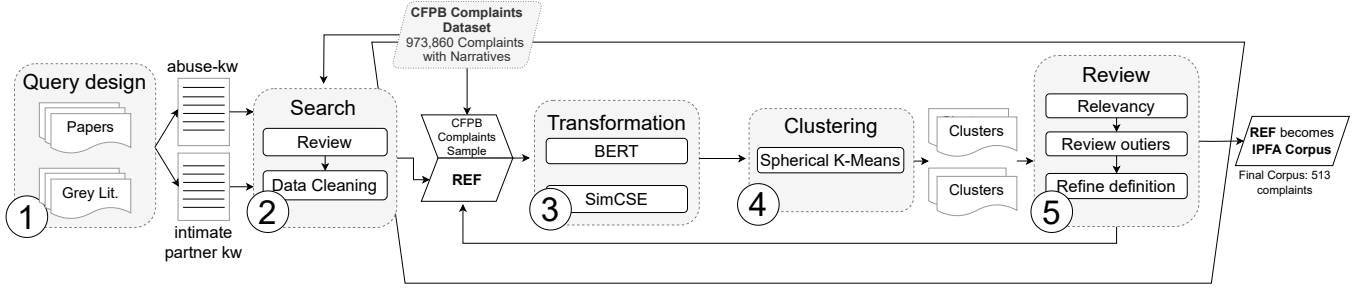 CFPB Complaints
Dataset
973,860 Complaints
with Narratives
Query design
Papers
Grey Lit.
1
abuse-kw
intimate
partner kw
Search
Review
Data Cleaning
2
CFPB
Complaints
Sample
REF
Transformation
BERT
SimCSE
3
Clustering
Spherical K-Means
4
Clusters
Clusters
Review
Relevancy
Review outliers
Refine definition
5
REF becomes
IPFA Corpus
Final Corpus: 513
complaints